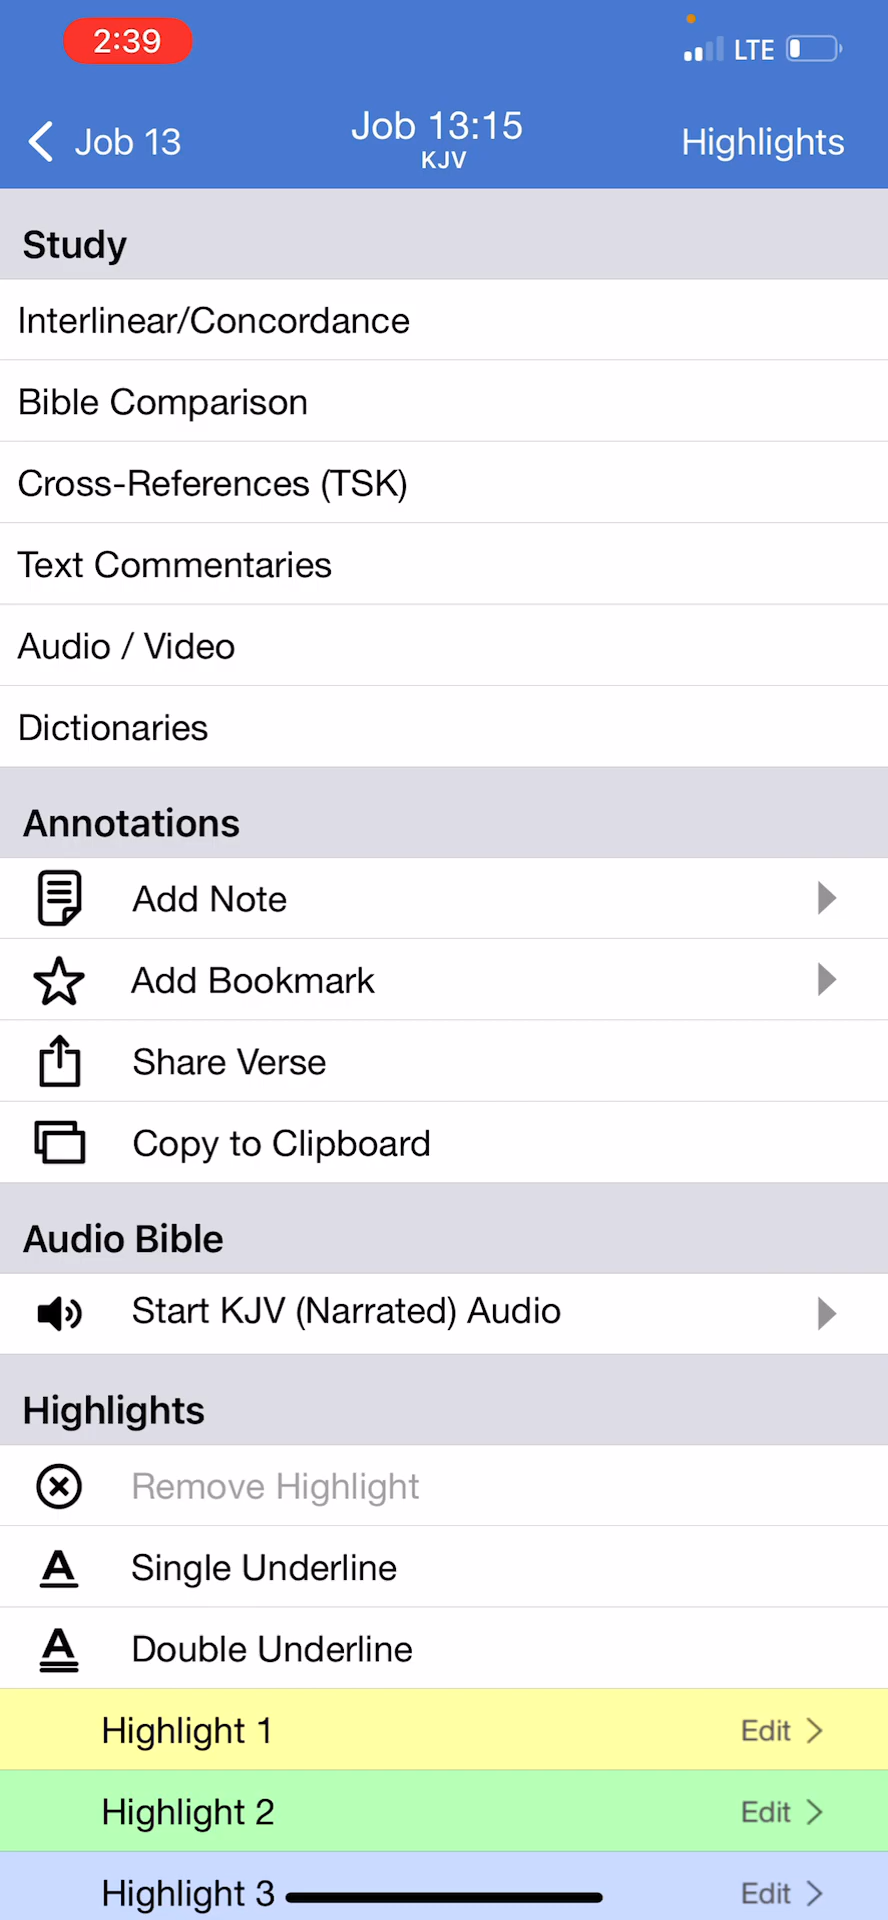 2:39
LTE
Job 13
Job 13:15
KJV
Highlights
Study
Interlinear/Concordance
Bible Comparison
Cross-References (TSK)
Text Commentaries
Audio / Video
Dictionaries
Annotations
Add Note
Add Bookmark
Share Verse
Copy to Clipboard
Audio Bible
Start KJV (Narrated) Audio
Highlights
Remove Highlight
A Single Underline
A Double Underline
Highlight 1 Edit
Highlight 2 Edit
Highlight 3 Edit